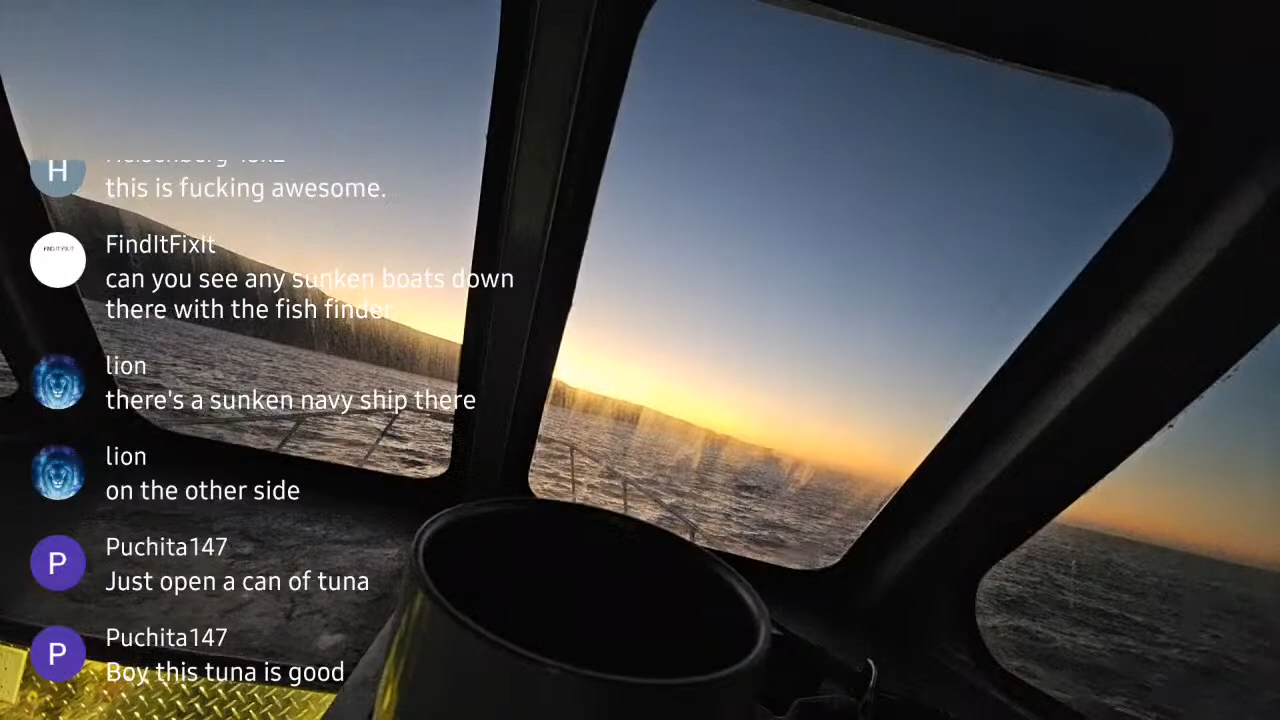 H
this is fucking awesome.
FindItFixIt
can you see any sunken boats down
there with the fish finder
lion
there's a sunken navy ship there
lion
on the other side
P
Puchita147
Just open a can of tuna
P
Puchita147
Boy this tuna is good